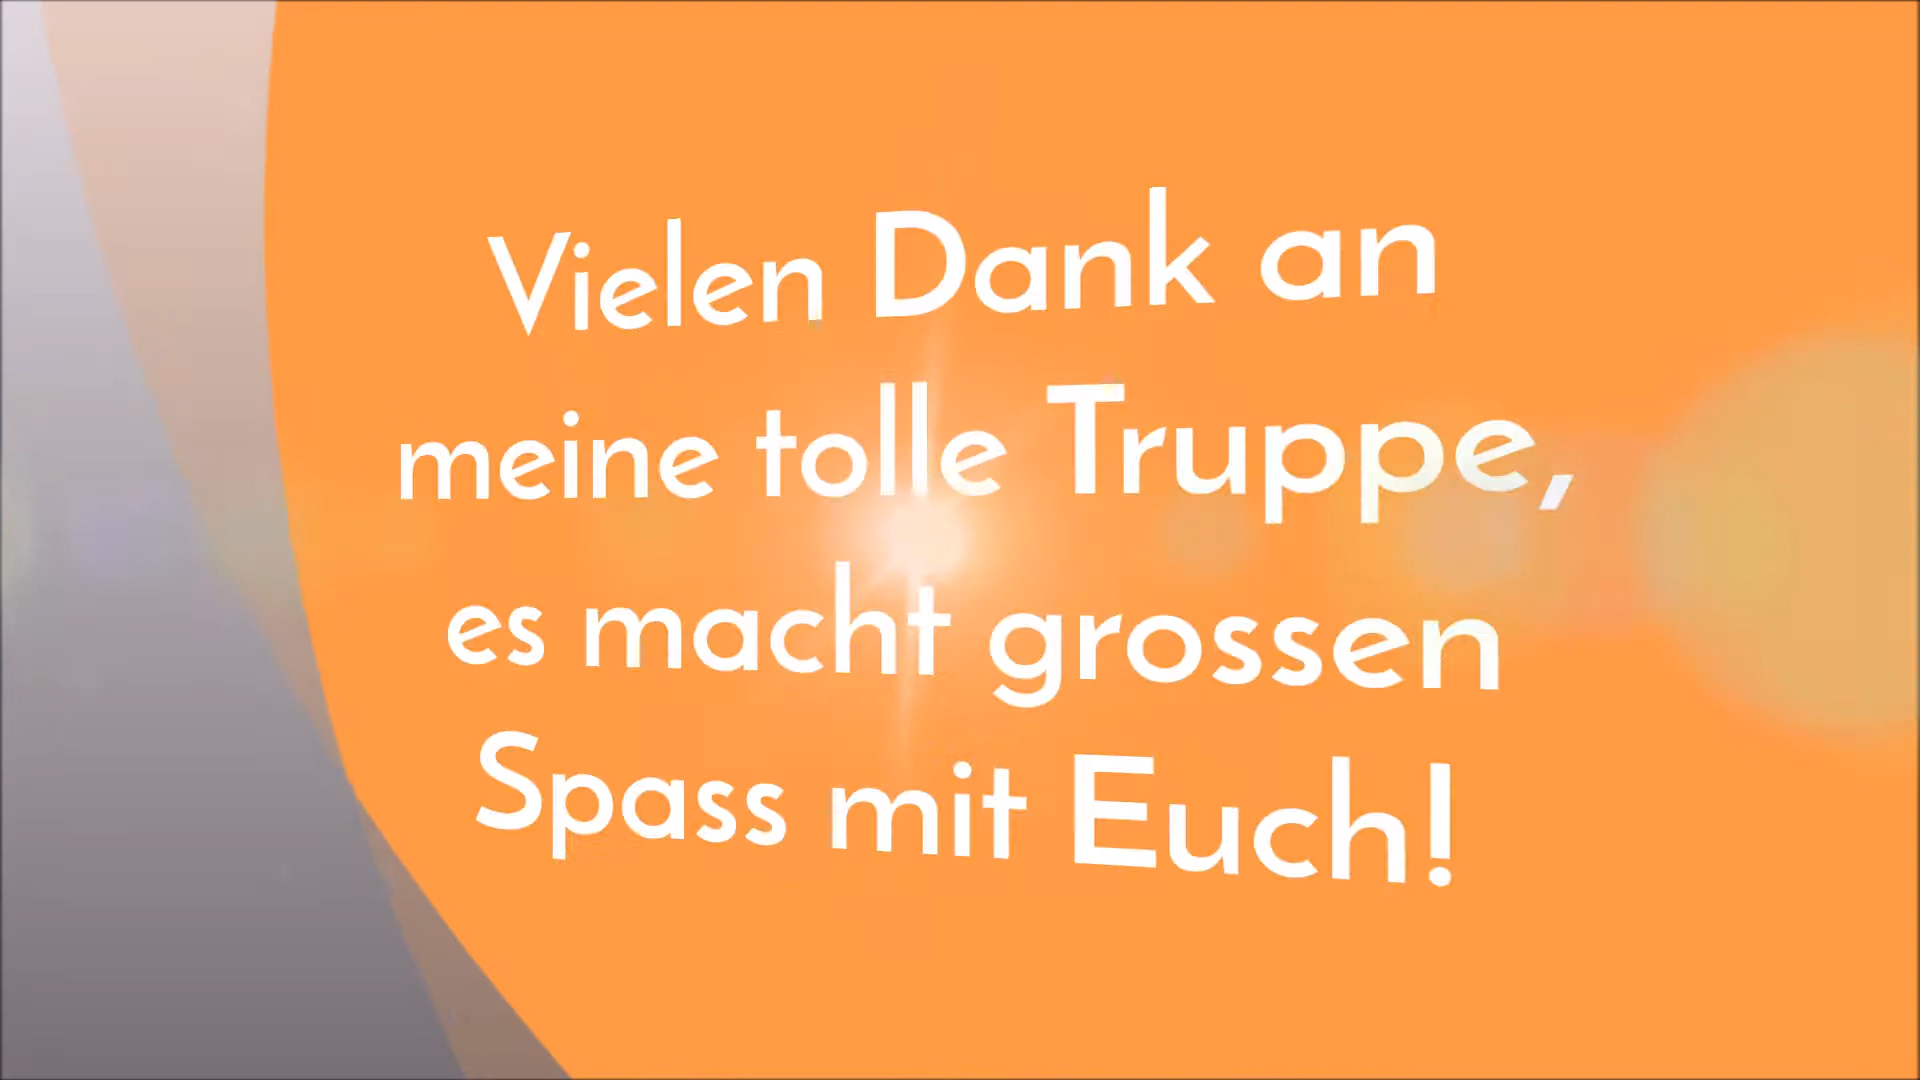 Vielen Dank an
meine tolle Truppe,
es macht grossen
Spass mit Euch!